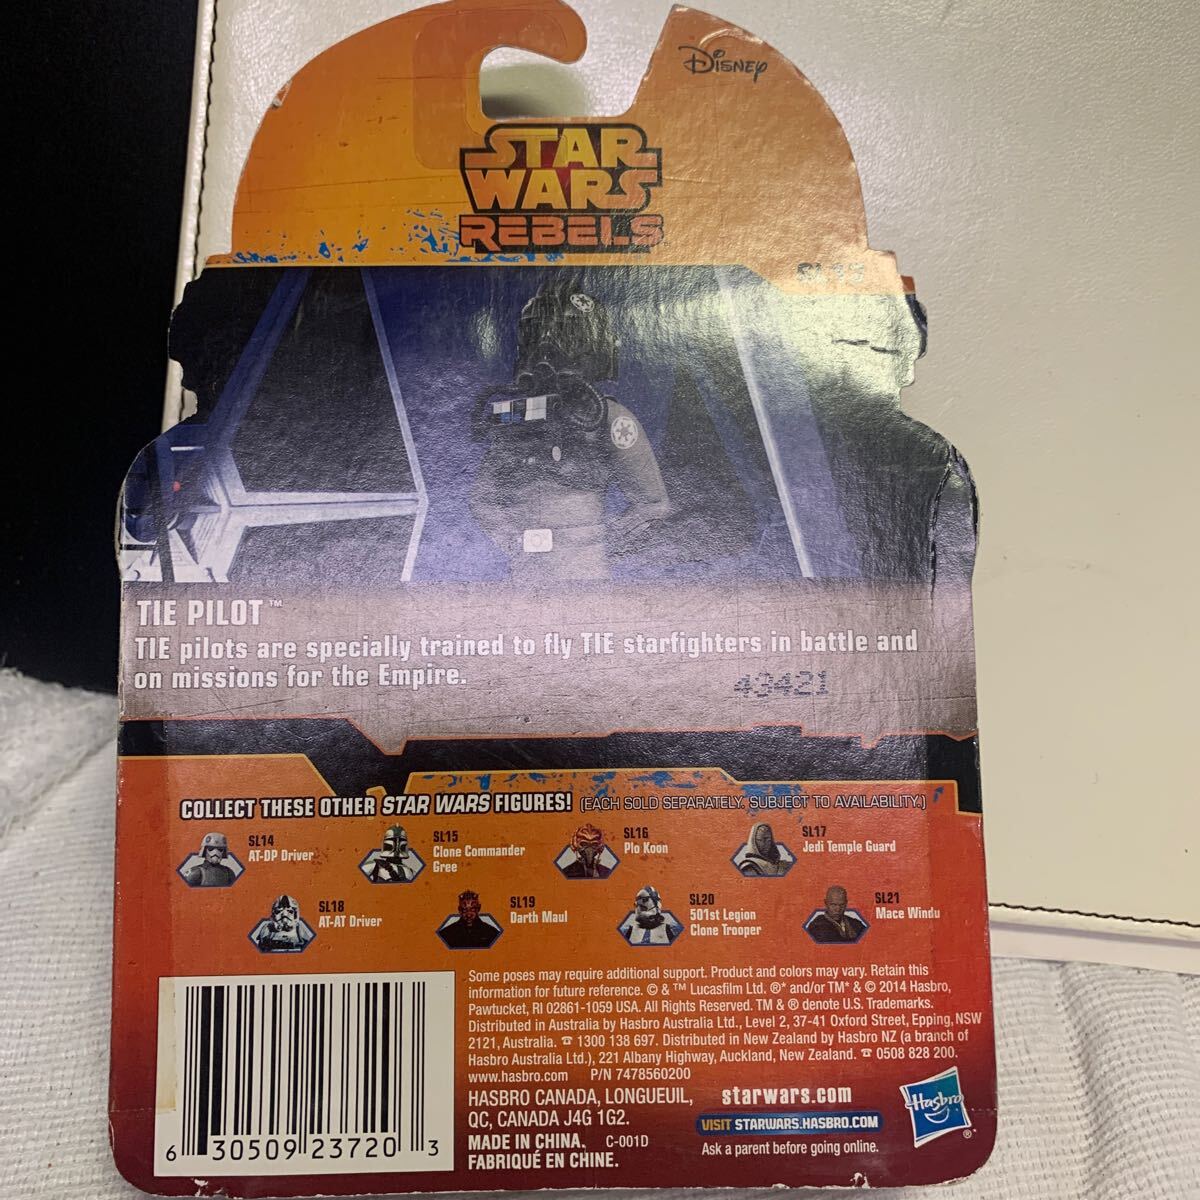 Disney
STAR
WARS
REBELS
SL13
TIE PILOT™
TIE pilots are specially trained to fly TIE starfighters in battle and
on missions for the Empire.
43421
COLLECT THESE OTHER STAR WARS FIGURES! (EACH SOLD SEPARATELY. SUBJECT TO AVAILABILITY.)
SL14
AT-DP Driver
SL15
Clone Commander
Gree
SL16
Plo Koon
SL17
Jedi Temple Guard
SL18
AT-AT Driver
SL19
Darth Maul
SL20
501st Legion
Clone Trooper
SL21
Mace Windu
Some poses may require additional support. Product and colors may vary. Retain this
information for future reference. © & ™ Lucasfilm Ltd. ®* and/or TM* & © 2014 Hasbro,
Pawtucket, RI 02861-1059 USA. All Rights Reserved. TM & ® denote U.S. Trademarks.
Distributed in Australia by Hasbro Australia Ltd., Level 2, 37-41 Oxford Street, Epping, NSW
2121, Australia. ☎ 1300 138 697. Distributed in New Zealand by Hasbro NZ (a branch of
Hasbro Australia Ltd.), 221 Albany Highway, Auckland, New Zealand. ☎ 0508 828 200.
www.hasbro.com P/N 7478560200
HASBRO CANADA, LONGUEUIL,
QC, CANADA J4G 1G2.
MADE IN CHINA. C-001D
FABRIQUÉ EN CHINE.
starwars.com
VISIT STARWARS.HASBRO.COM
Ask a parent before going online.
Hasbro®
6 30509 23720 3